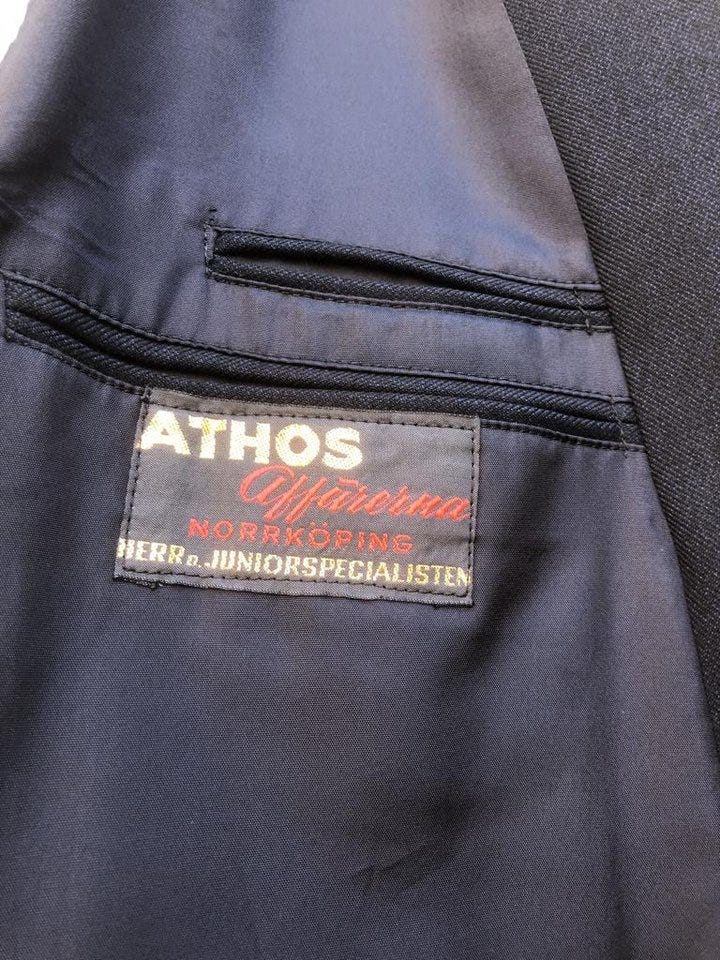 ATHOS
Affärerna
NORRKÖPING
HERR o. JUNIORSPECIALISTEN